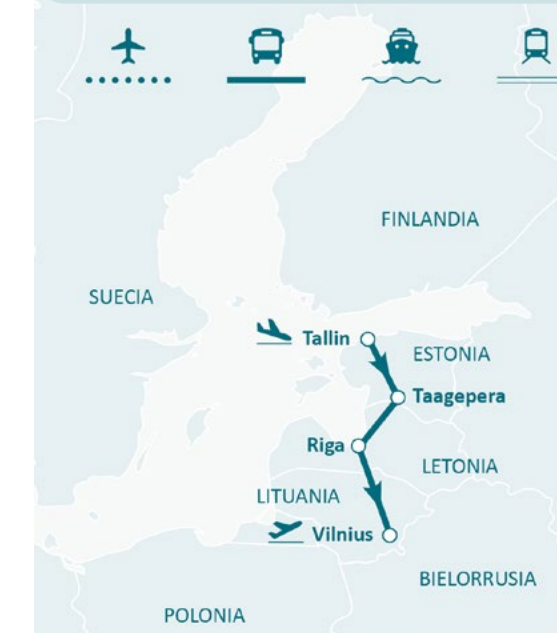 FINLANDIA
SUECIA
Tallin
ESTONIA
Taagepera
Riga
LETONIA
LITUANIA
Vilnius
BIELORRUSIA
POLONIA